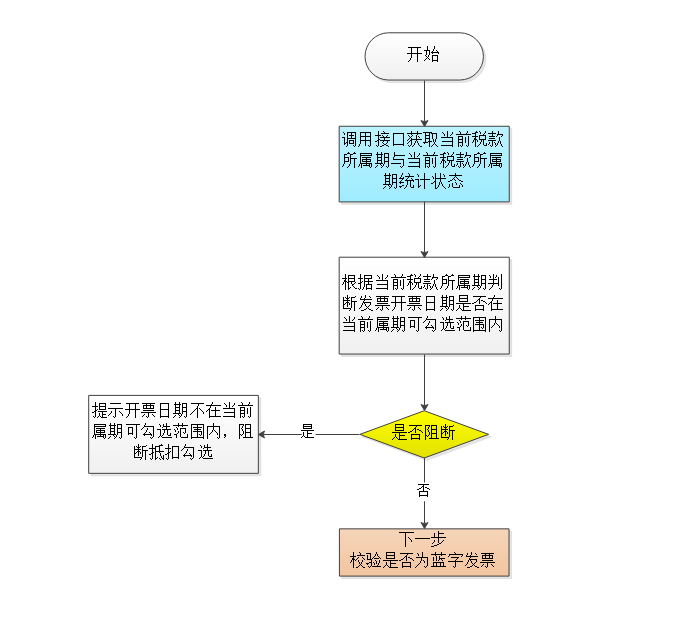 开始
调用接口获取当前税款
所属期与当前税款所属
期统计状态
根据当前税款所属期判
断发票开票日期是否在
当前属期可勾选范围内
提示开票日期不在当前
属期可勾选范围内，阻
断抵扣勾选
是
是否阻断
否
下一步
校验是否为蓝字发票